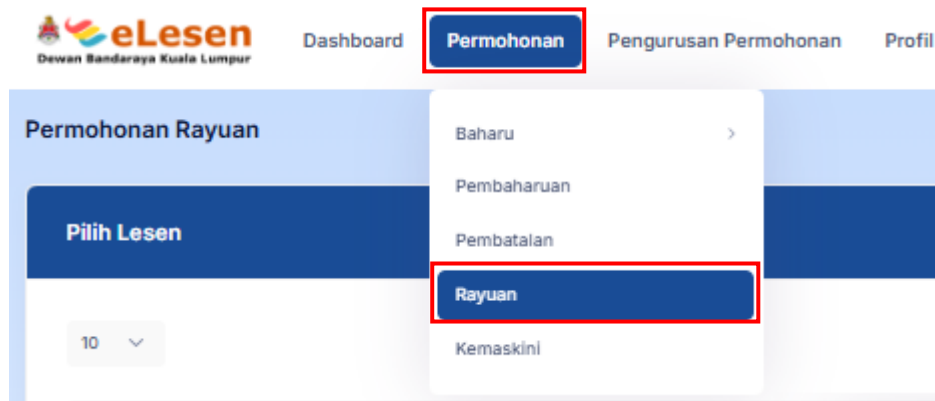 eLesen
Dewan Bandaraya Kuala Lumpur
Dashboard
Permohonan
Pengurusan Permohonan
Profil
Permohonan Rayuan
Baharu
Pembaharuan
Pilih Lesen
Pembatalan
Rayuan
10
Kemaskini